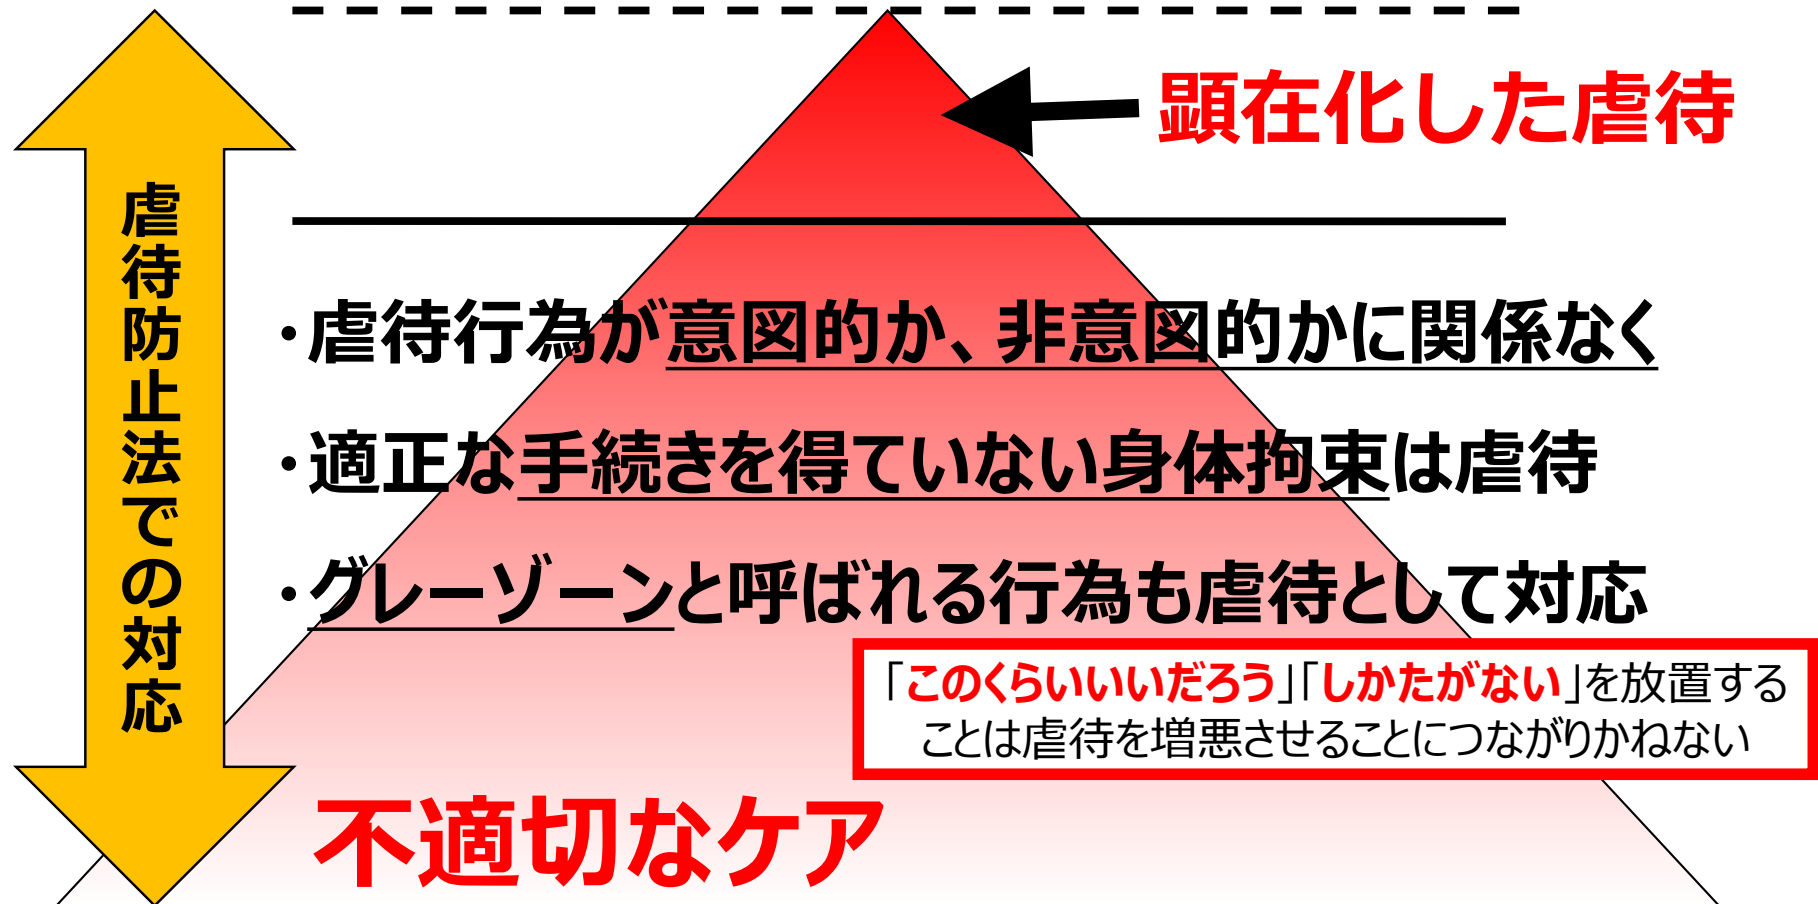 顕在化した虐待
虐待防止法での対応
・虐待行為が意図的か、非意図的かに関係なく
・適正な手続きを得ていない身体拘束は虐待
・グレーゾーンと呼ばれる行為も虐待として対応
「このくらいいいだろう」「しかたがない」を放置する
ことは虐待を増悪させることにつながりかねない
不適切なケア